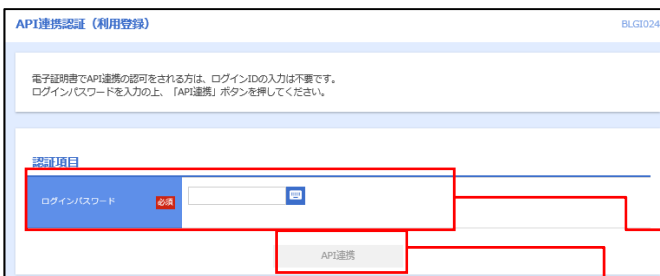 API連携認証（利用登録）
BLGI024
電子証明書でAPI連携の認可をされる方は、ログインIDの入力は不要です。
ログインパスワードを入力の上、「API連携」ボタンを押してください。
認証項目
ログインパスワード 必須
API連携